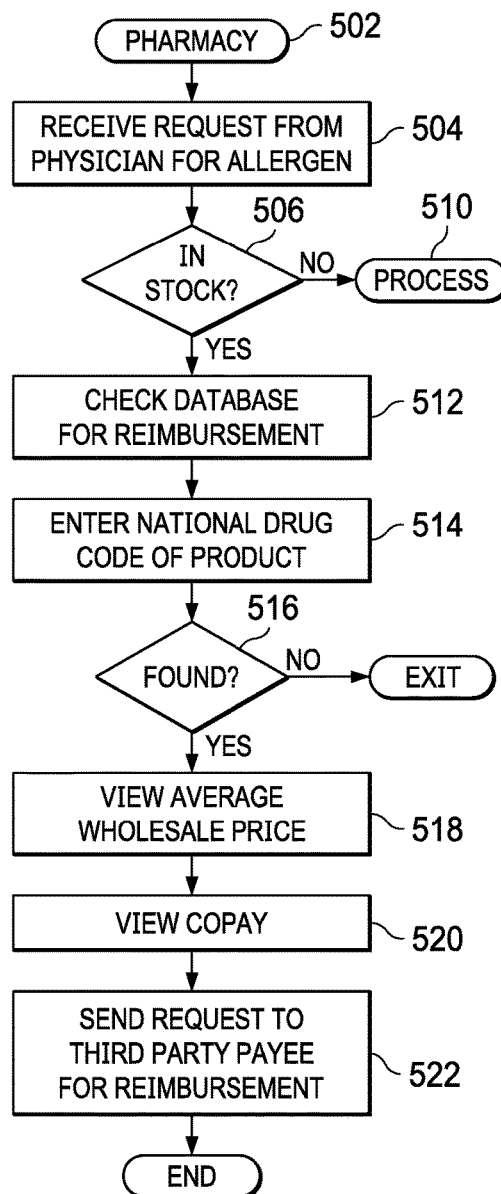 PHARMACY
502
RECEIVE REQUEST FROM
PHYSICIAN FOR ALLERGEN
504
506
IN
STOCK?
NO
510
PROCESS
YES
CHECK DATABASE
FOR REIMBURSEMENT
512
ENTER NATIONAL DRUG
CODE OF PRODUCT
514
516
FOUND?
NO
EXIT
YES
VIEW AVERAGE
WHOLESALE PRICE
518
VIEW COPAY
520
SEND REQUEST TO
THIRD PARTY PAYEE
FOR REIMBURSEMENT
522
END